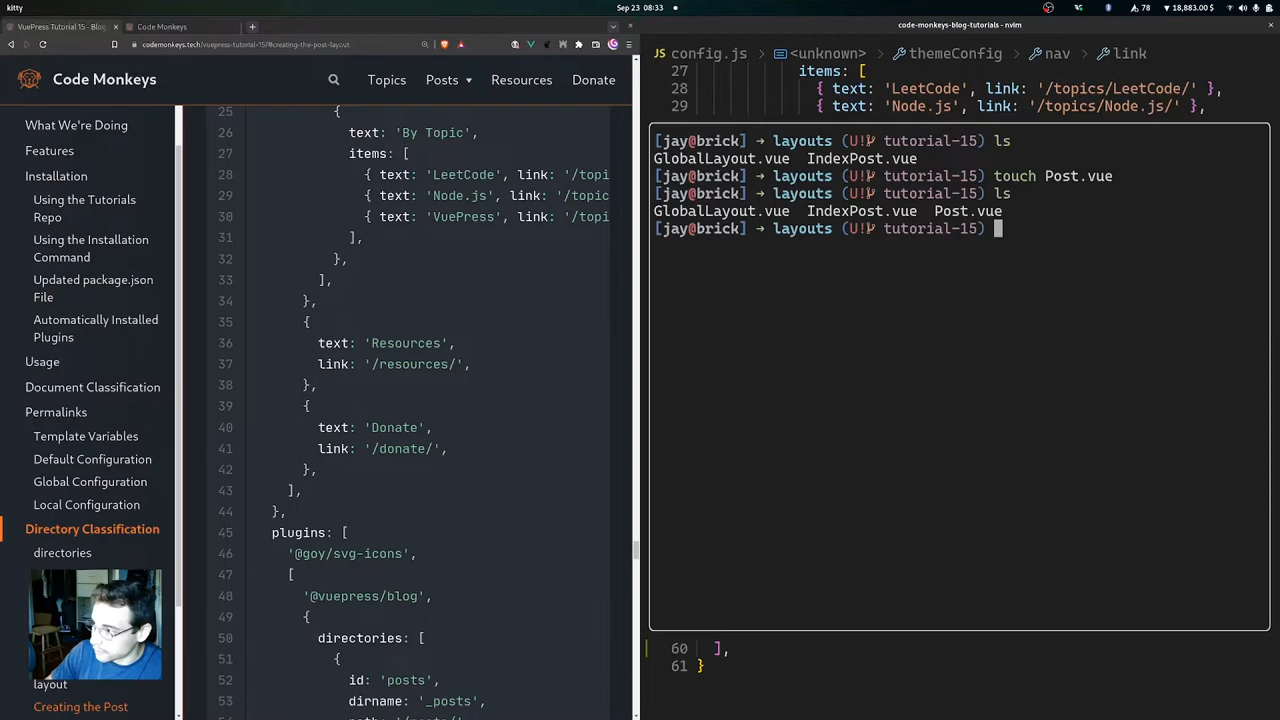 kitty
Sep 23 08:33
78
18,883.00 $
VuePress Tutorial 15 - Blog
Code Monkeys
codemonkeys.tech/vuepress-tutorial-15/#creating-the-post-layout
Code Monkeys
Topics
Posts
Resources
Donate
What We're Doing
Features
Installation
Using the Tutorials
Repo
Using the Installation
Command
Updated package.json
File
Automatically Installed
Plugins
Usage
Document Classification
Permalinks
Template Variables
Default Configuration
Global Configuration
Local Configuration
Directory Classification
directories
layout
Creating the Post
25 {
26 text: 'By Topic',
27 items: [
28 { text: 'LeetCode', link: '/topi
29 { text: 'Node.js', link: '/topic
30 { text: 'VuePress', link: '/topi
31 ],
32 },
33 ],
34 },
35 {
36 text: 'Resources',
37 link: '/resources/',
38 },
39 {
40 text: 'Donate',
41 link: '/donate/',
42 },
43 ],
44 },
45 plugins: [
46 '@goy/svg-icons',
47 [
48 '@vuepress/blog',
49 {
50 directories: [
51 {
52 id: 'posts',
53 dirname: '_posts',
code-monkeys-blog-tutorials - nvim
JS config.js > <unknown> > themeConfig > nav > link
27 items: [
28 { text: 'LeetCode', link: '/topics/LeetCode/' },
29 { text: 'Node.js', link: '/topics/Node.js/' },
[jay@brick] → layouts (U! tutorial-15) ls
GlobalLayout.vue IndexPost.vue
[jay@brick] → layouts (U! tutorial-15) touch Post.vue
[jay@brick] → layouts (U! tutorial-15) ls
GlobalLayout.vue IndexPost.vue Post.vue
[jay@brick] → layouts (U! tutorial-15)
60 ],
61 }